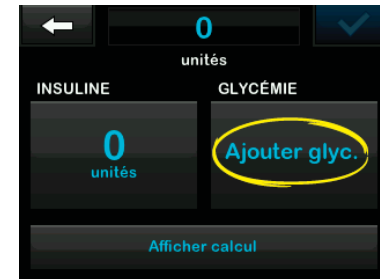 0
unités
INSULINE
GLYCÉMIE
0
unités
Ajouter glyc.
Afficher calcul